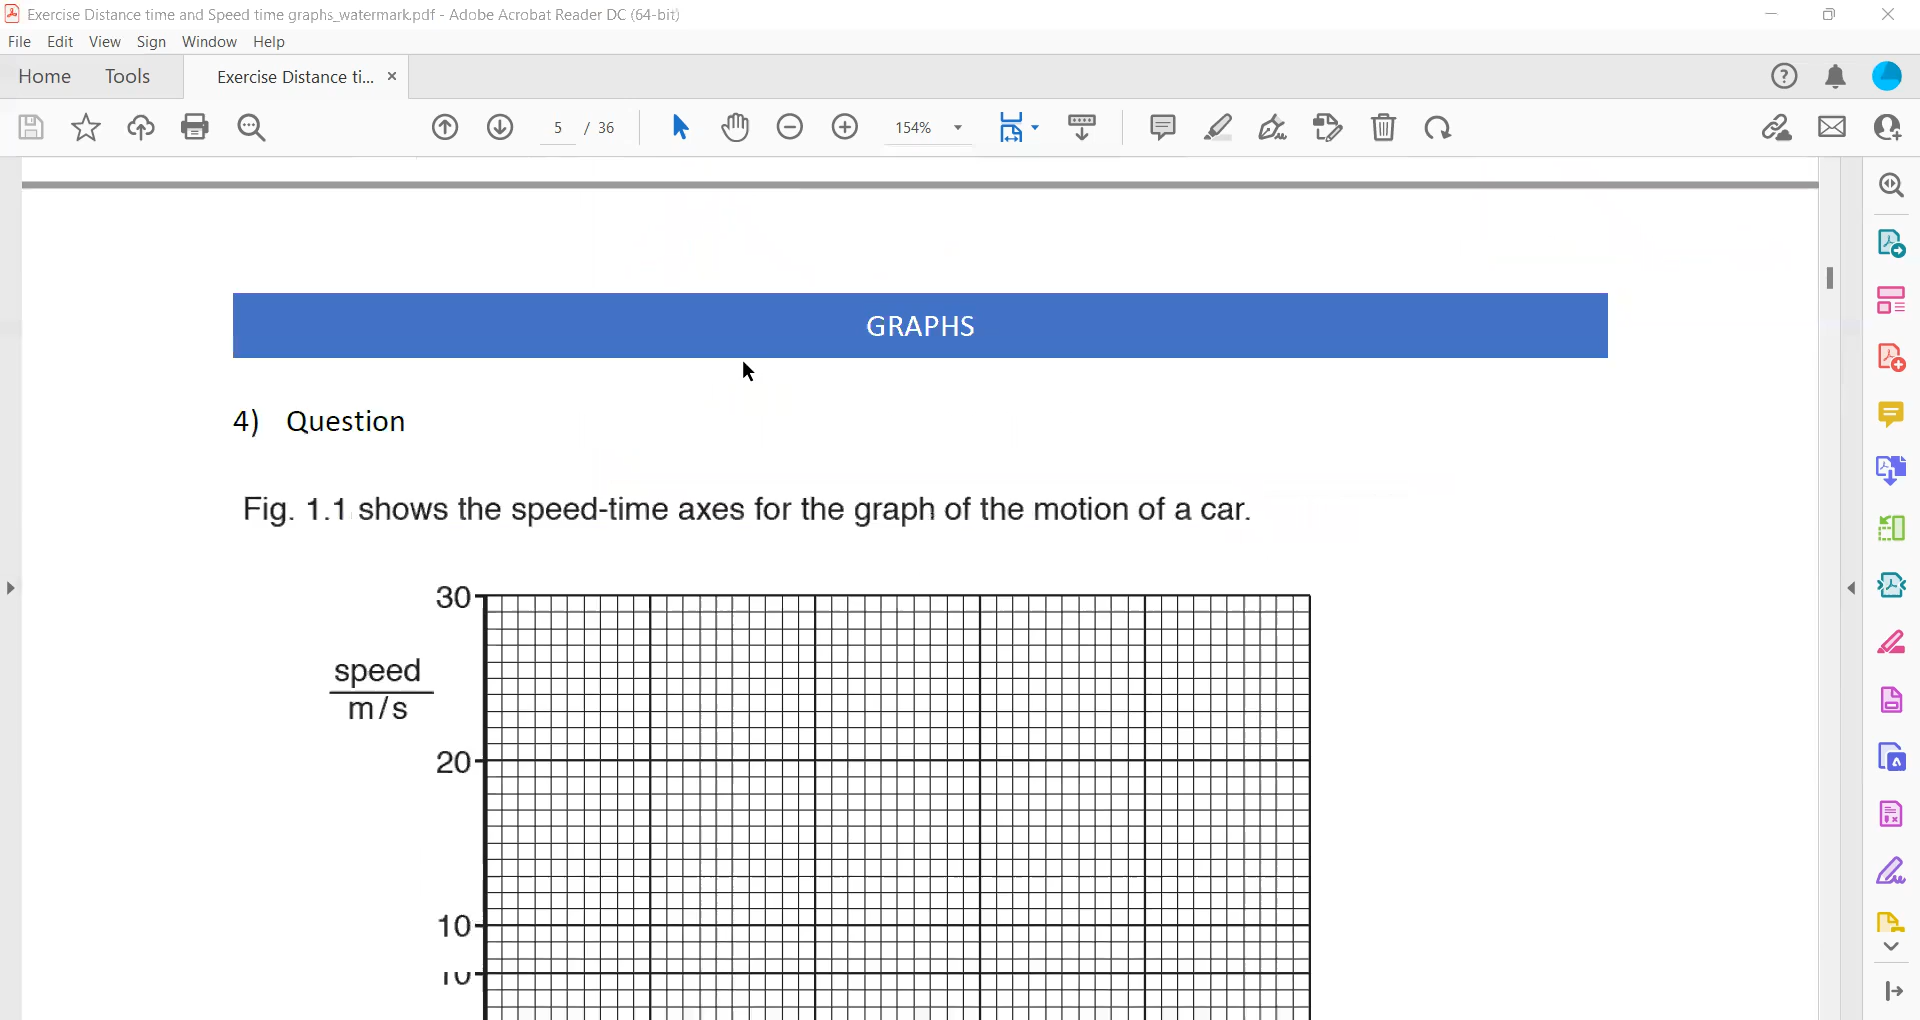 Exercise Distance time and Speed time graphs_watermark.pdf - Adobe Acrobat Reader DC (64-bit)
File Edit View Sign Window Help
Home Tools Exercise Distance ti... ×
5 / 36 154%
GRAPHS
4) Question
Fig. 1.1 shows the speed-time axes for the graph of the motion of a car.
30
speed
m/s
20
10